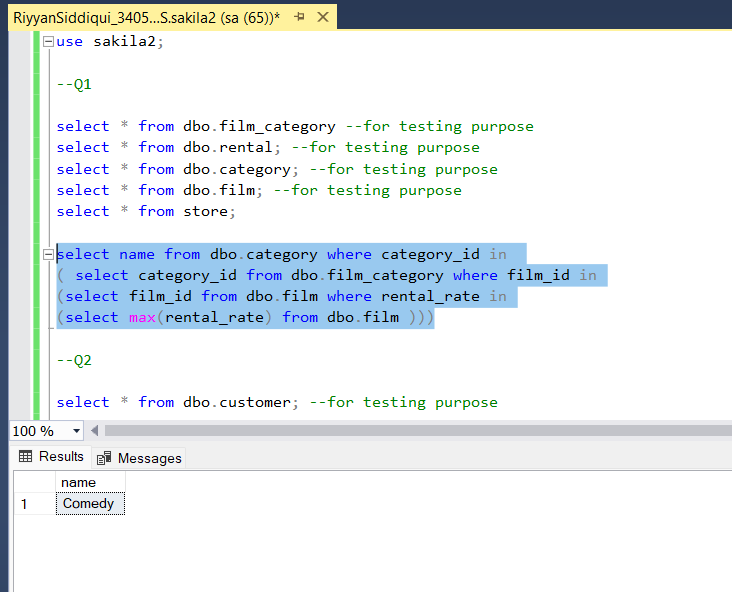 RiyyanSiddiqui_3405...S.sakila2 (sa (65))*
use sakila2;
--Q1
select * from dbo.film_category --for testing purpose
select * from dbo.rental; --for testing purpose
select * from dbo.category; --for testing purpose
select * from dbo.film; --for testing purpose
select * from store;
select name from dbo.category where category_id in
( select category_id from dbo.film_category where film_id in
(select film_id from dbo.film where rental_rate in
(select max(rental_rate) from dbo.film )))
--Q2
select * from dbo.customer; --for testing purpose
100 %
Results Messages
name
1 Comedy